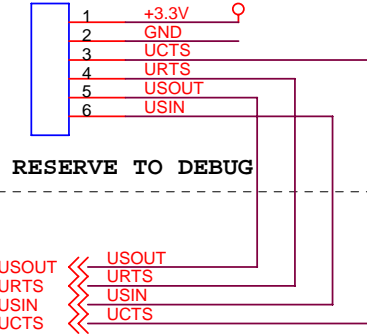 1 +3.3V
2 GND
3 UCTS
4 URTS
5 USOUT
6 USIN
RESERVE TO DEBUG
USOUT USOUT
URTS URTS
USIN USIN
UCTS UCTS